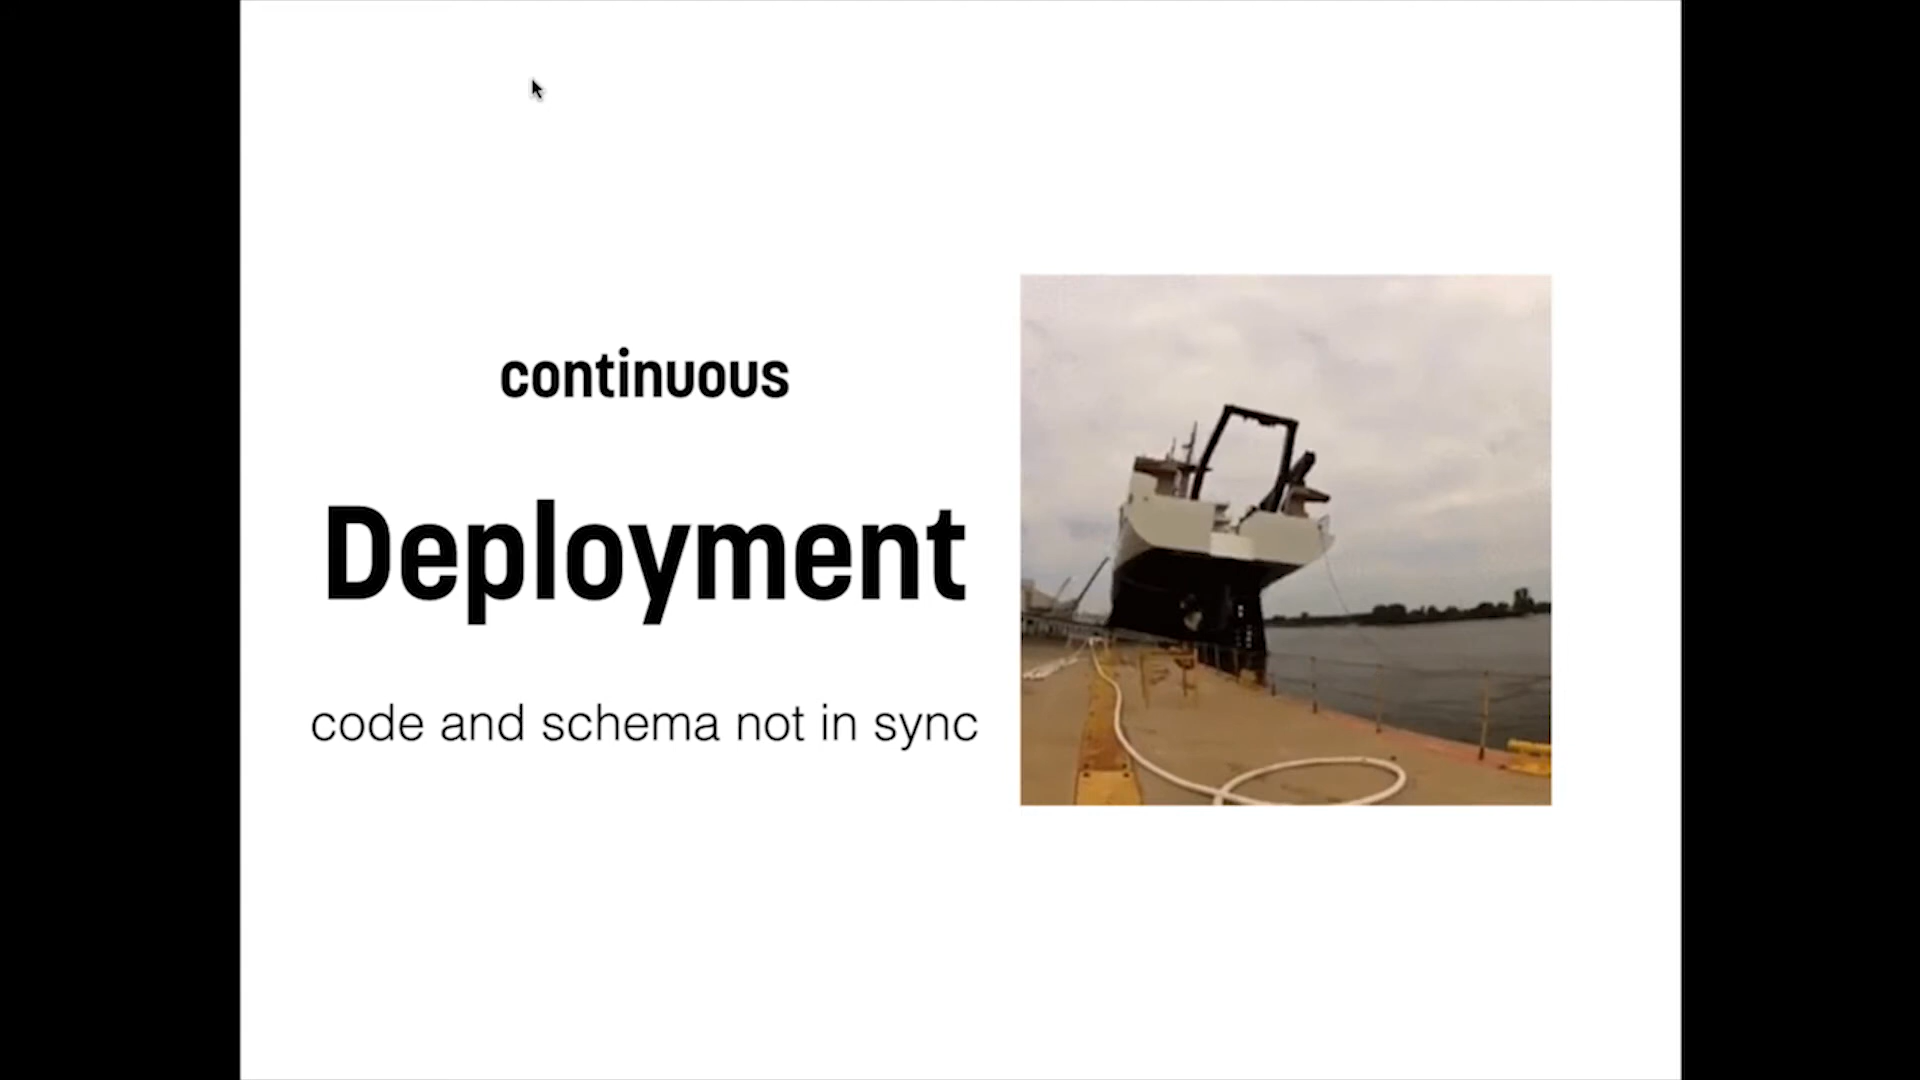 continuous
Deployment
code and schema not in sync